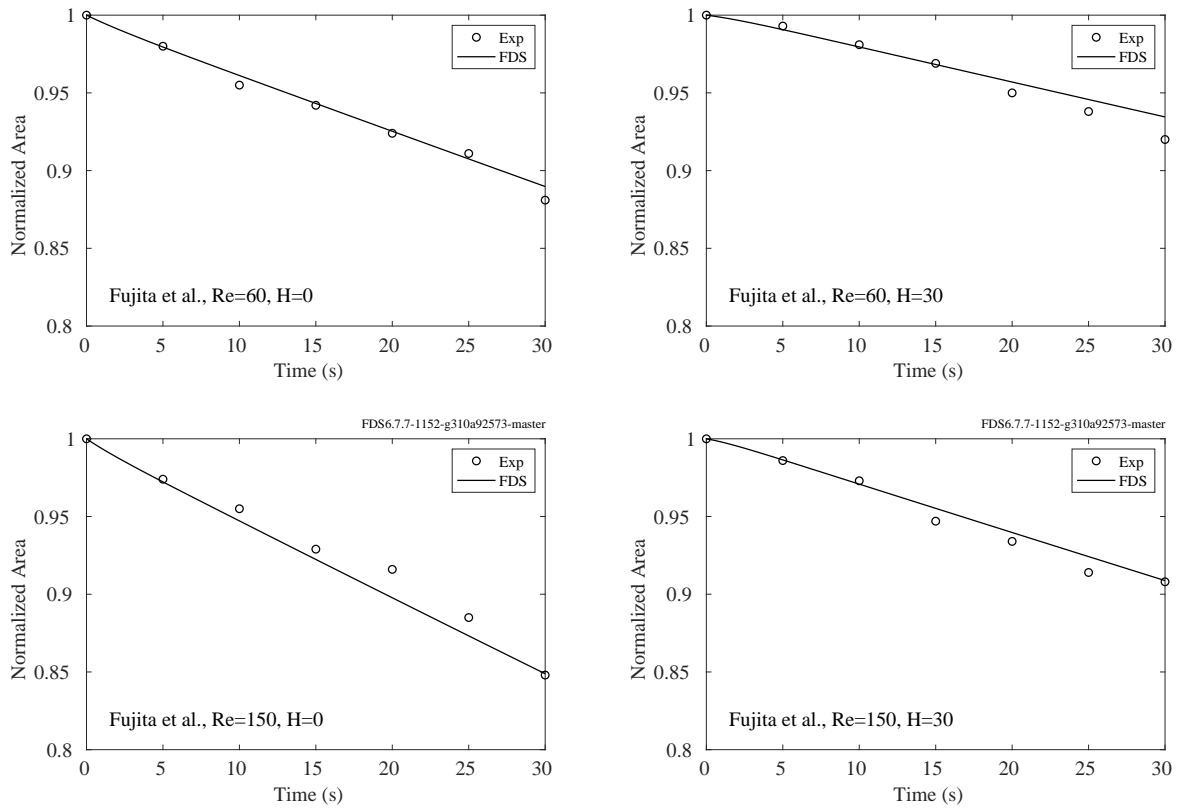 1
0.95
0.9
0.85
0.8
Normalized Area
Exp
FDS
Fujita et al., Re=60, H=0
0 5 10 15 20 25 30
Time (s)
1
0.95
0.9
0.85
0.8
Normalized Area
Exp
FDS
Fujita et al., Re=60, H=30
0 5 10 15 20 25 30
Time (s)
FDS6.7.7-1152-g310a92573-master
1
0.95
0.9
0.85
0.8
Normalized Area
Exp
FDS
Fujita et al., Re=150, H=0
0 5 10 15 20 25 30
Time (s)
FDS6.7.7-1152-g310a92573-master
1
0.95
0.9
0.85
0.8
Normalized Area
Exp
FDS
Fujita et al., Re=150, H=30
0 5 10 15 20 25 30
Time (s)